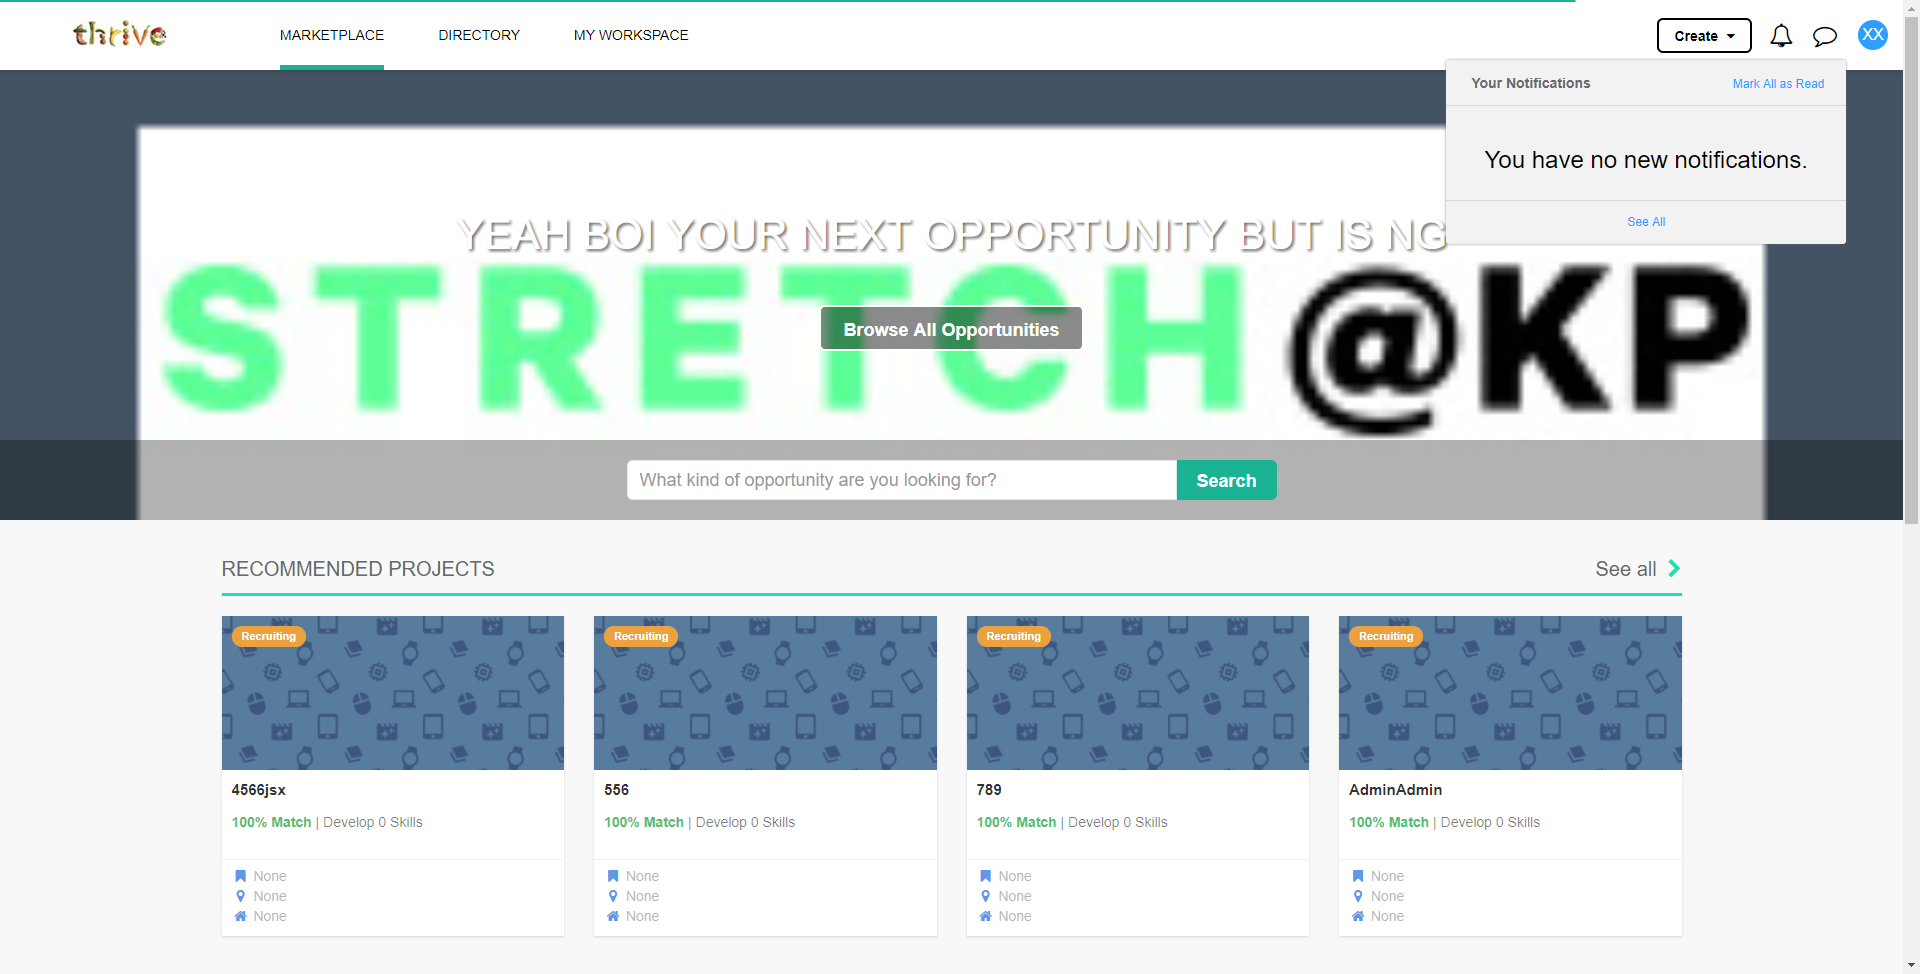 thrive
MARKETPLACE
DIRECTORY
MY WORKSPACE
Create
XX
Your Notifications
Mark All as Read
You have no new notifications.
See All
YEAH BOI YOUR NEXT OPPORTUNITY BUT IS NG
STRETCH@KP
Browse All Opportunities
What kind of opportunity are you looking for?
Search
RECOMMENDED PROJECTS
See all
Recruiting
4566jsx
100% Match | Develop 0 Skills
None
None
None
Recruiting
556
100% Match | Develop 0 Skills
None
None
None
Recruiting
789
100% Match | Develop 0 Skills
None
None
None
Recruiting
AdminAdmin
100% Match | Develop 0 Skills
None
None
None